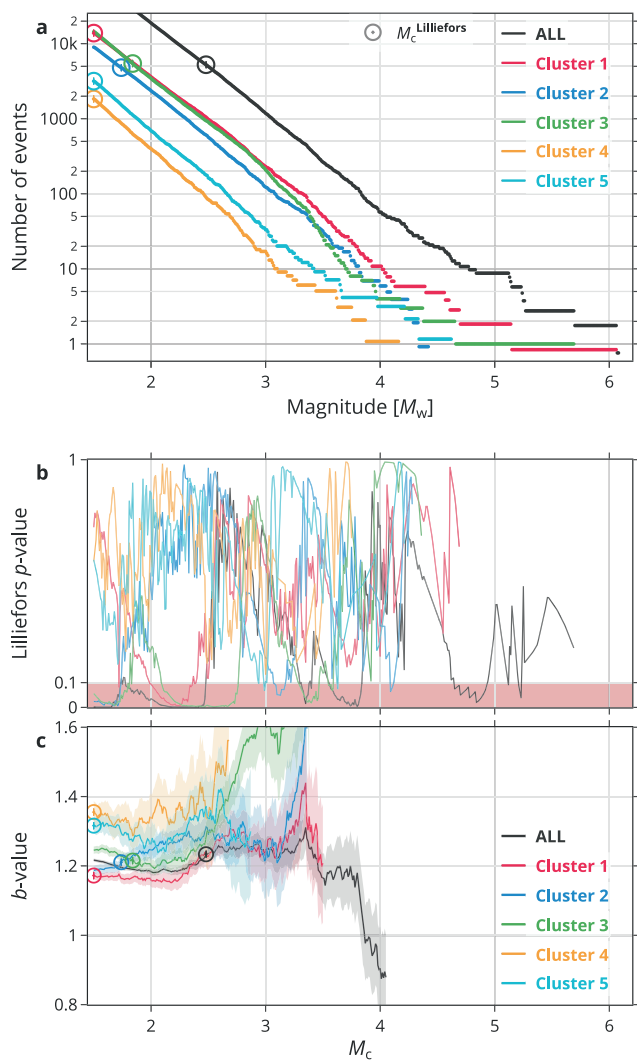 a
Number of events
2
10k
5
2
1000
5
2
100
5
2
10
5
2
1
M_c^Lilliefors
ALL
Cluster 1
Cluster 2
Cluster 3
Cluster 4
Cluster 5
2 3 4 5 6
Magnitude [M_w]
b
Lilliefors p-value
1
0.1
0
c
b-value
1.6
1.4
1.2
1
0.8
ALL
Cluster 1
Cluster 2
Cluster 3
Cluster 4
Cluster 5
2 3 4 5 6
M_c